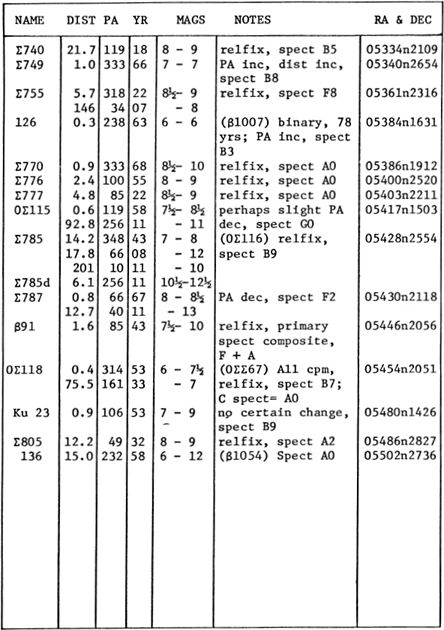 NAME DIST PA YR MAGS NOTES RA & DEC
Σ740 21.7 119 18 8 - 9 relfix, spect B5 05334n2109
Σ749 1.0 333 66 7 - 7 PA inc, dist inc, 05340n2654
spect B8
Σ755 5.7 318 22 8½- 9 relfix, spect F8 05361n2316
146 34 07 - 8
126 0.3 238 63 6 - 6 (β1007) binary, 78 05384n1631
yrs; PA inc, spect
B3
Σ770 0.9 333 68 8½- 10 relfix, spect A0 05386n1912
Σ776 2.4 100 55 8 - 9 relfix, spect A0 05400n2520
Σ777 4.8 85 22 8½- 9 relfix, spect A0 05403n2211
OΣ115 0.6 119 58 7½- 8½ perhaps slight PA 05417n1503
92.8 256 11 - 11 dec, spect G0
Σ785 14.2 348 43 7 - 8 (OΣ116) relfix, 05428n2554
17.8 66 08 - 12 spect B9
201 10 11 - 10
Σ785d 6.1 256 11 10½-12½
Σ787 0.8 66 67 8 - 8½ PA dec, spect F2 05430n2118
12.7 40 11 - 13
β91 1.6 85 43 7½- 10 relfix, primary 05446n2056
spect composite,
F + A
OΣ118 0.4 314 53 6 - 7½ (OΣΣ67) All cpm, 05454n2051
75.5 161 33 - 7 relfix, spect B7;
C spect= A0
Ku 23 0.9 106 53 7 - 9 no certain change, 05480n1426
spect B9
Σ805 12.2 49 32 8 - 9 relfix, spect A2 05486n2827
136 15.0 232 58 6 - 12 (β1054) Spect A0 05502n2736